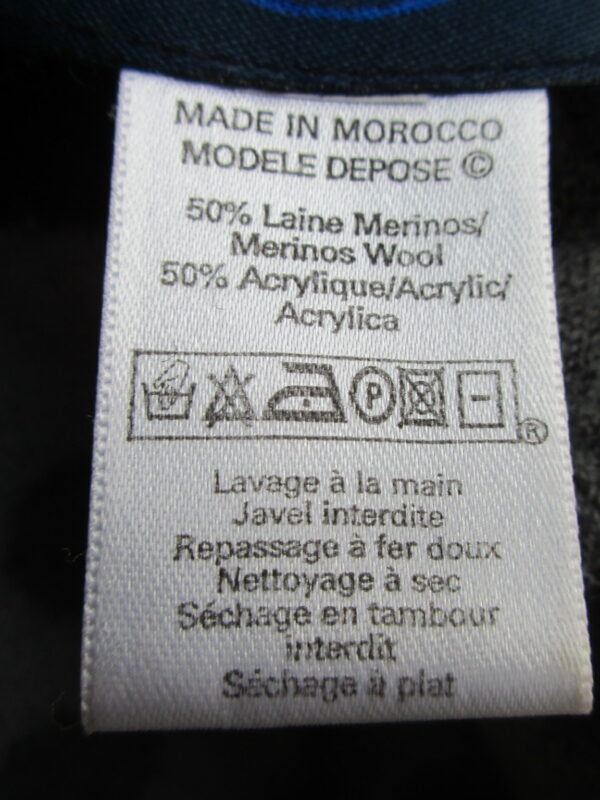 MADE IN MOROCCO
MODELE DEPOSE ©
50% Laine Merinos/
Merinos Wool
50% Acrylique/Acrylic/
Acrylica
P
®
Lavage à la main
Javel interdite
Repassage à fer doux
Nettoyage à sec
Séchage en tambour
interdit
Séchage à plat